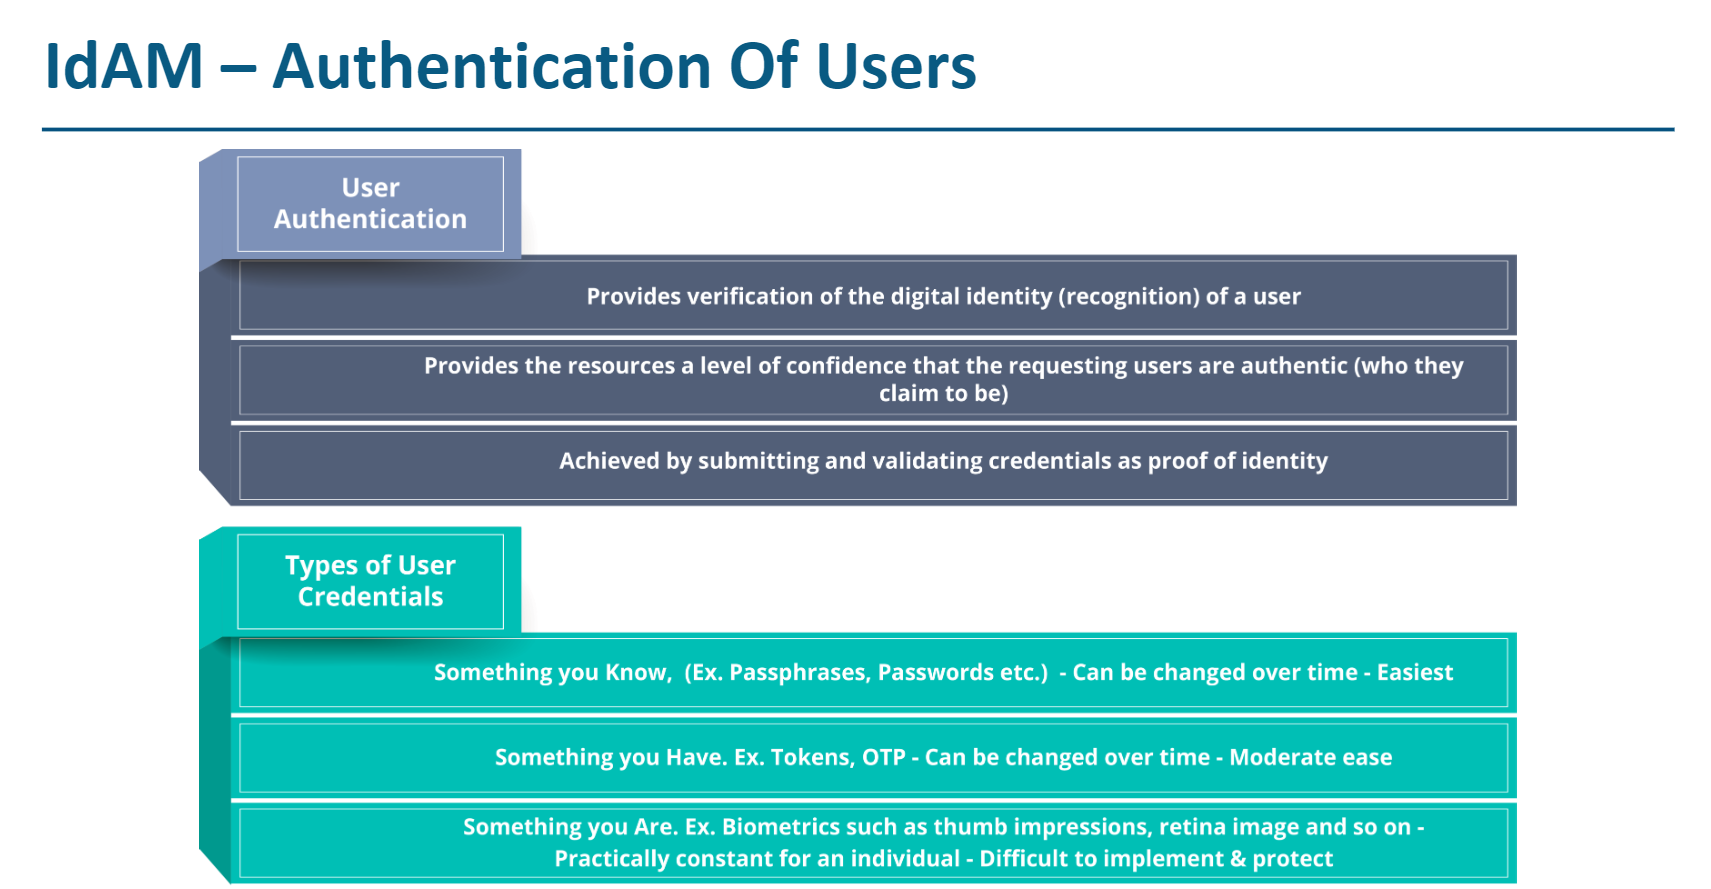 IdAM – Authentication Of Users
User
Authentication
Provides verification of the digital identity (recognition) of a user
Provides the resources a level of confidence that the requesting users are authentic (who they
claim to be)
Achieved by submitting and validating credentials as proof of identity
Types of User
Credentials
Something you Know,  (Ex. Passphrases, Passwords etc.)  - Can be changed over time - Easiest
Something you Have. Ex. Tokens, OTP - Can be changed over time - Moderate ease
Something you Are. Ex. Biometrics such as thumb impressions, retina image and so on -
Practically constant for an individual - Difficult to implement & protect